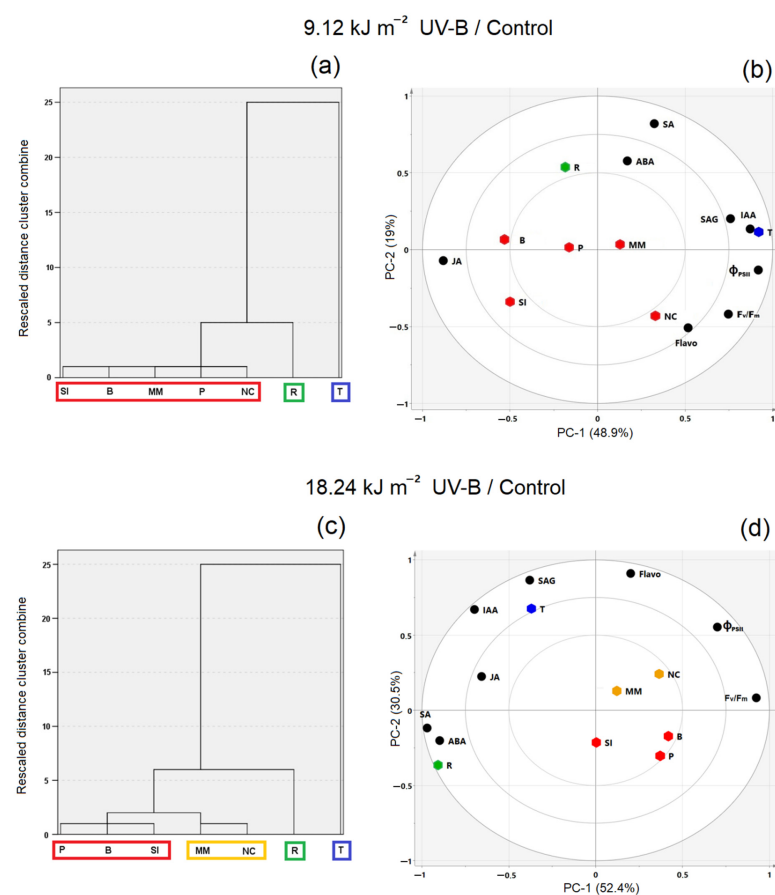 9.12 kJ m⁻² UV-B / Control
(a)
Rescaled distance cluster combine
25
20
15
10
5
0
SI B MM P NC R T
(b)
PC-2 (19%)
1
0.5
0
−0.5
−1
SA
ABA
R
SAG IAA
T
B
P
MM
JA
ΦPSII
SI
NC
Fv/Fm
Flavo
−1 −0.5 0 0.5 1
PC-1 (48.9%)
18.24 kJ m⁻² UV-B / Control
(c)
Rescaled distance cluster combine
25
20
15
10
5
0
P B SI MM NC R T
(d)
PC-2 (30.5%)
1
0.5
0
−0.5
−1
SAG
Flavo
IAA
T
ΦPSII
JA
NC
MM
Fv/Fm
SA
ABA
SI
B
R
P
−1 −0.5 0 0.5 1
PC-1 (52.4%)